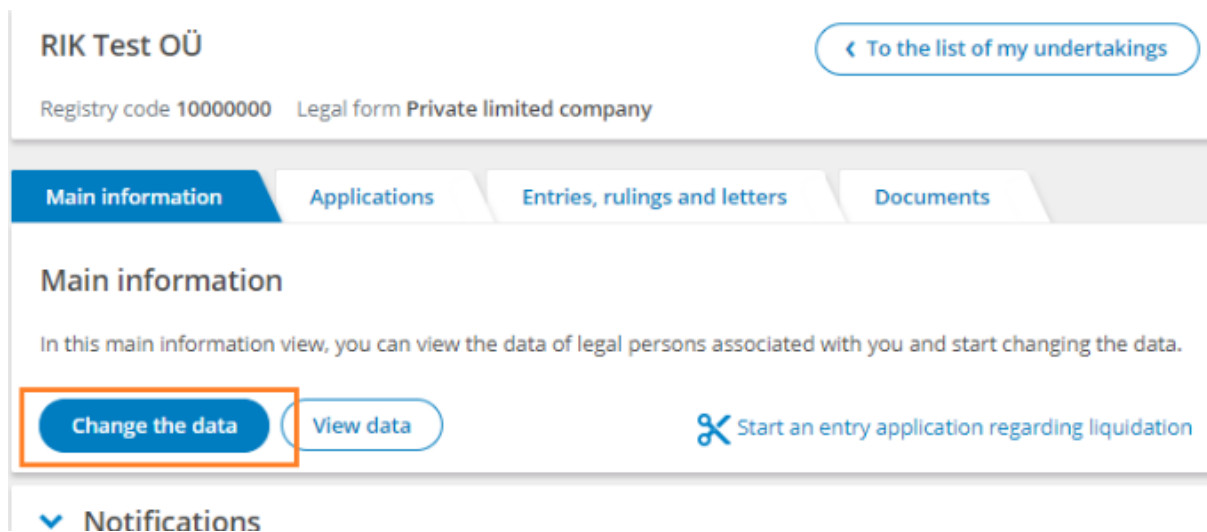 RIK Test OÜ
To the list of my undertakings
Registry code 10000000 Legal form Private limited company
Main information Applications Entries, rulings and letters Documents
Main information
In this main information view, you can view the data of legal persons associated with you and start changing the data.
Change the data View data Start an entry application regarding liquidation
Notifications